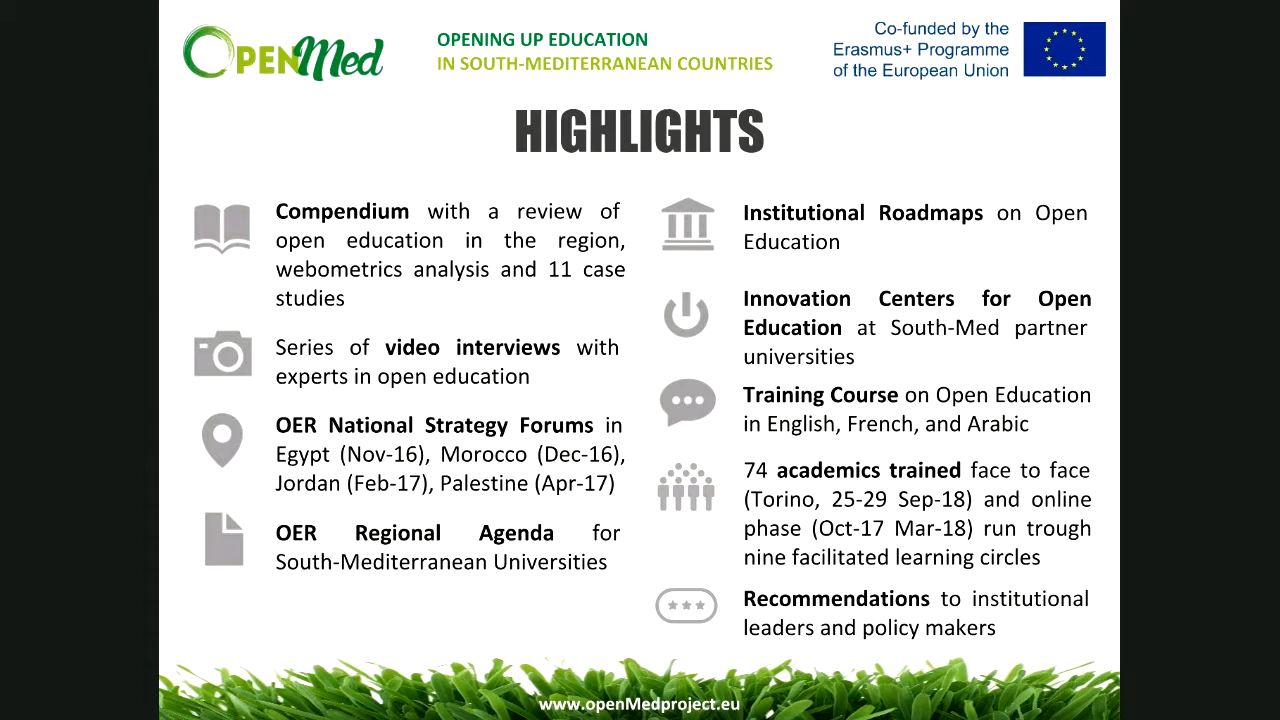 OPENMed
OPENING UP EDUCATION
IN SOUTH-MEDITERRANEAN COUNTRIES
Co-funded by the
Erasmus+ Programme
of the European Union
HIGHLIGHTS
Compendium with a review of
open education in the region,
webometrics analysis and 11 case
studies
Series of video interviews with
experts in open education
OER National Strategy Forums in
Egypt (Nov-16), Morocco (Dec-16),
Jordan (Feb-17), Palestine (Apr-17)
OER Regional Agenda for
South-Mediterranean Universities
Institutional Roadmaps on Open
Education
Innovation Centers for Open
Education at South-Med partner
universities
Training Course on Open Education
in English, French, and Arabic
74 academics trained face to face
(Torino, 25-29 Sep-18) and online
phase (Oct-17 Mar-18) run trough
nine facilitated learning circles
Recommendations to institutional
leaders and policy makers
www.openMedproject.eu